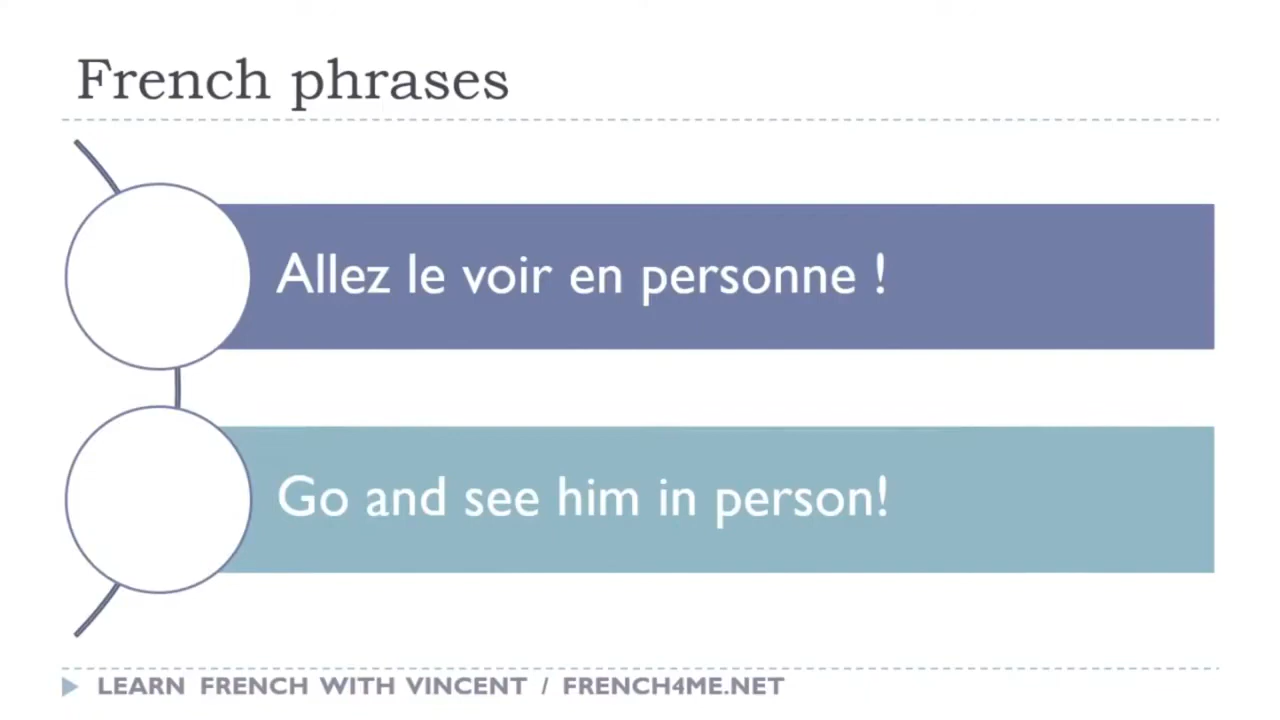 French phrases
Allez le voir en personne !
Go and see him in person!
LEARN FRENCH WITH VINCENT / FRENCH4ME.NET